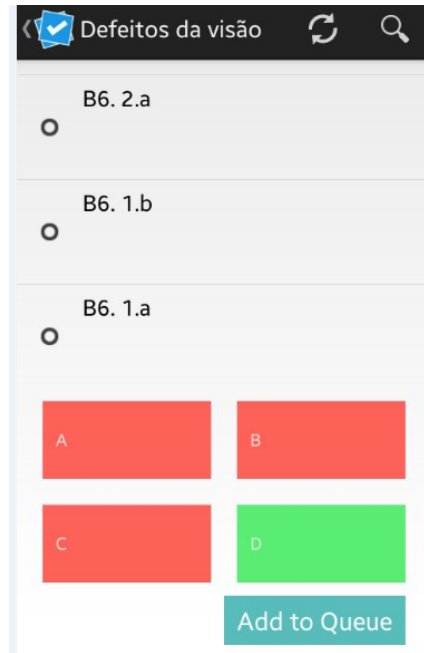 Defeitos da visão
B6. 2.a
B6. 1.b
B6. 1.a
A B
C D
Add to Queue